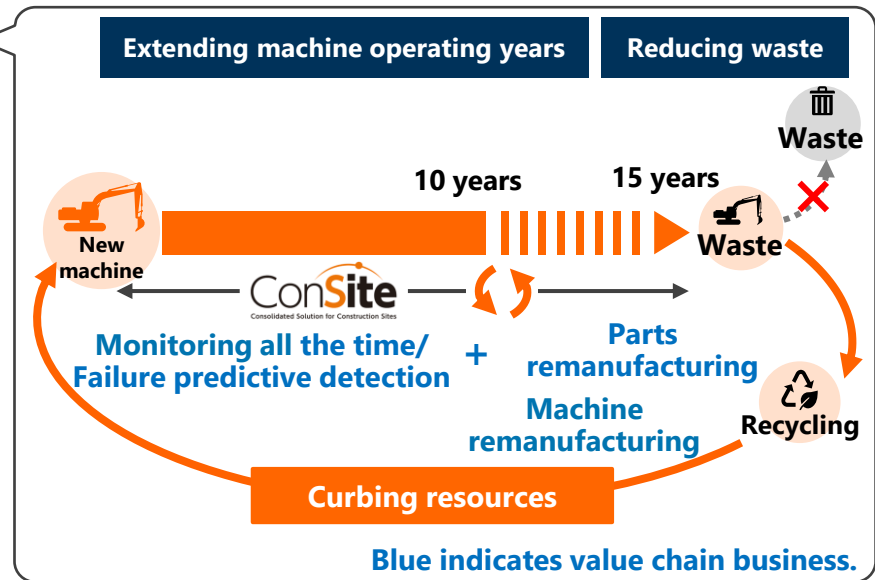 Extending machine operating years
Reducing waste
Waste
10 years
15 years
New
machine
Waste
ConSite
Consolidated Solution for Construction Sites
Monitoring all the time/
Failure predictive detection
+
Parts
remanufacturing
Machine
remanufacturing
Recycling
Curbing resources
Blue indicates value chain business.